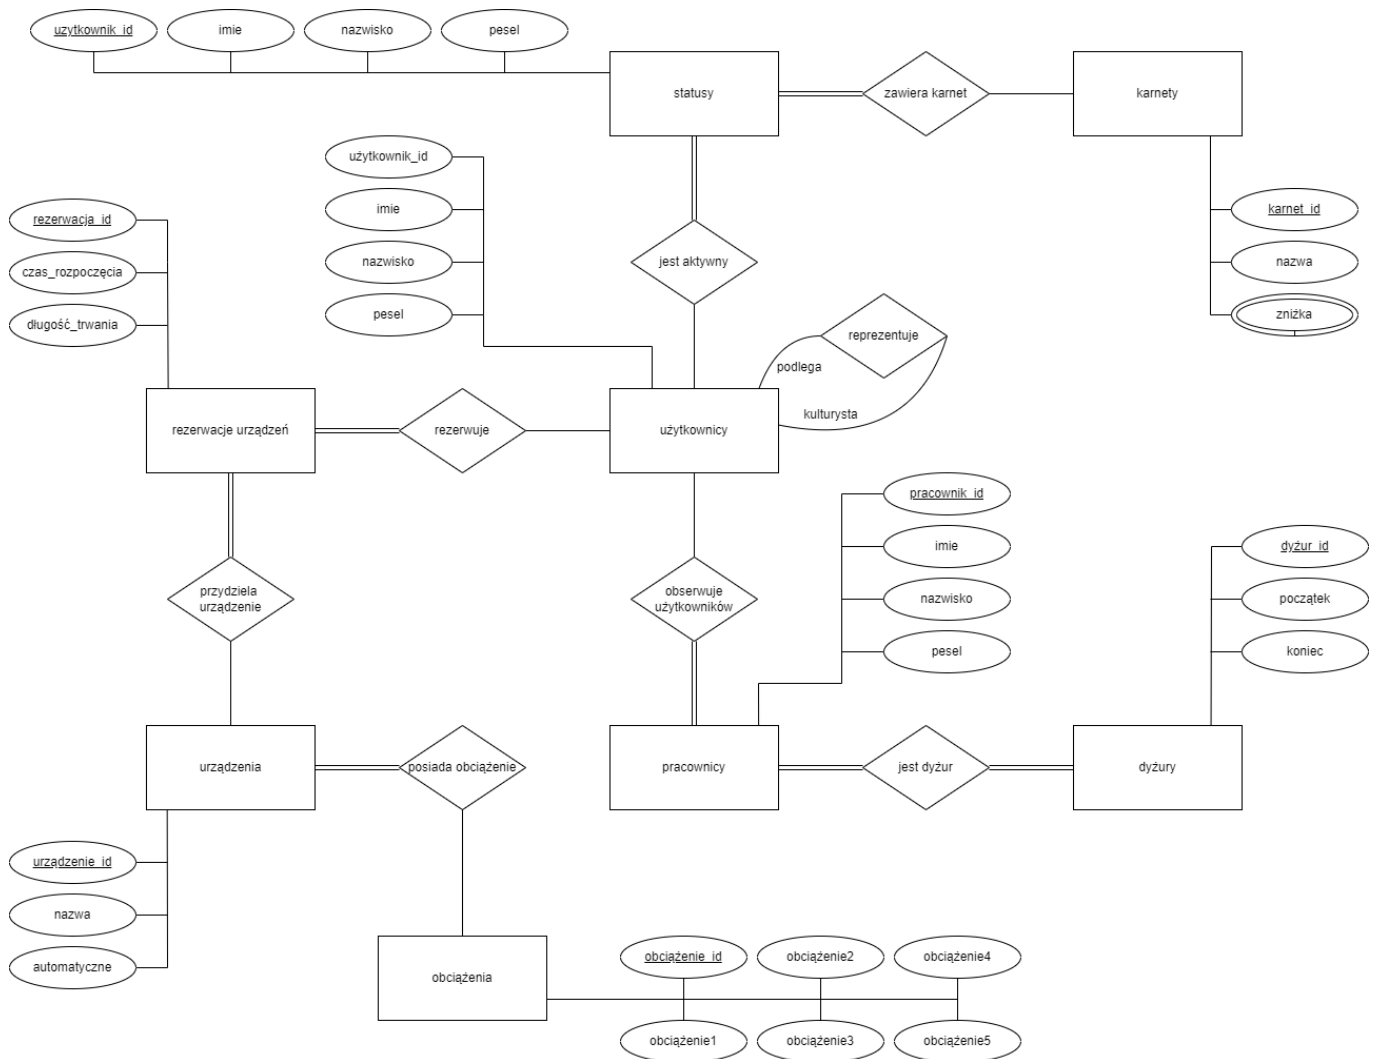 uzytkownik_id
imie
nazwisko
pesel
statusy
zawiera karnet
karnety
użytkownik_id
imie
nazwisko
pesel
rezerwacja_id
czas_rozpoczęcia
długość_trwania
jest aktywny
karnet_id
nazwa
zniżka
reprezentuje
podlega
kulturysta
rezerwacje urządzeń
rezerwuje
użytkownicy
pracownik_id
imie
nazwisko
pesel
dyżur_id
początek
koniec
przydziela
urządzenie
obserwuje
użytkowników
urządzenia
posiada obciążenie
pracownicy
jest dyżur
dyżury
urządzenie_id
nazwa
automatyczne
obciążenia
obciążenie_id
obciążenie2
obciążenie4
obciążenie1
obciążenie3
obciążenie5